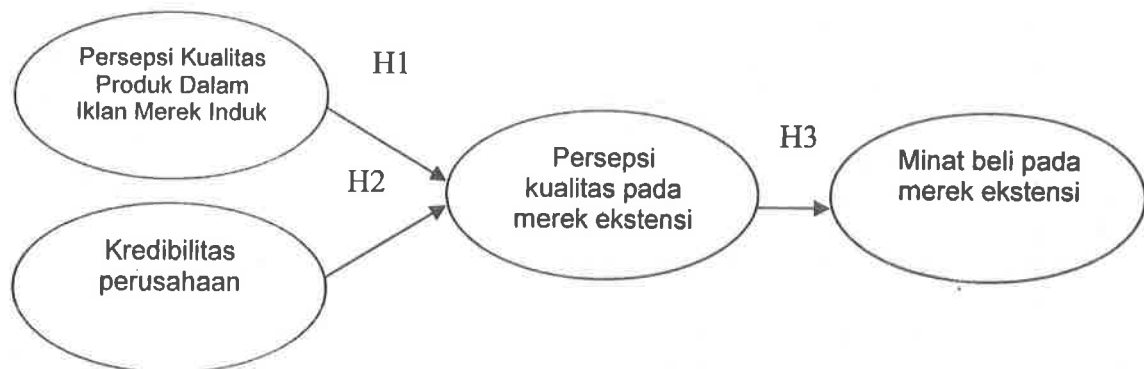 Persepsi Kualitas
Produk Dalam
Iklan Merek Induk
H1
H2
Kredibilitas
perusahaan
Persepsi
kualitas pada
merek ekstensi
H3
Minat beli pada
merek ekstensi